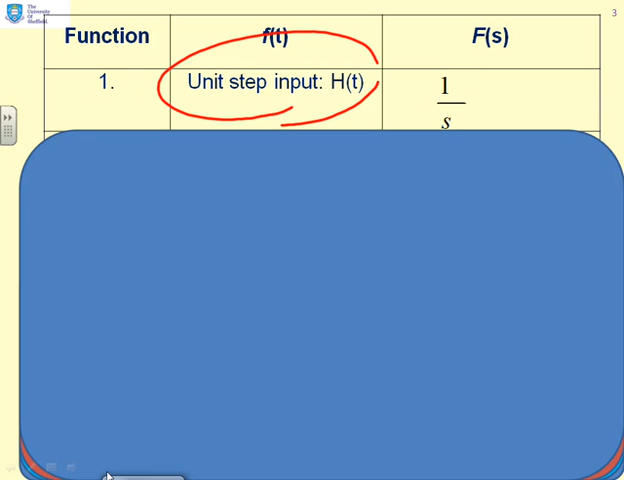 The
University
Of
Sheffield.
3
Function f(t) F(s)
1. Unit step input: H(t) 1
s